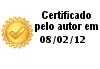 Certificado
pelo autor em
08/02/12